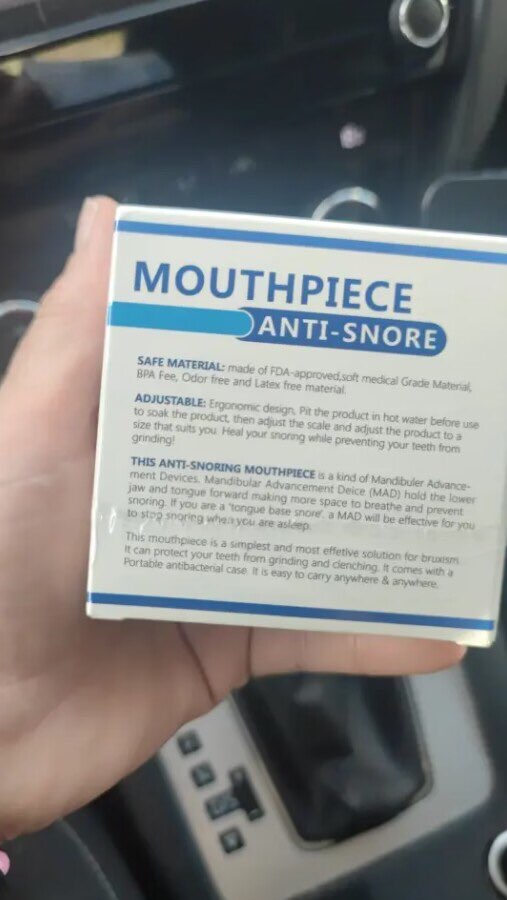 MOUTHPIECE
ANTI-SNORE
SAFE MATERIAL: made of FDA-approved,soft medical Grade Material,
BPA Fee, Odor free and Latex free material.
ADJUSTABLE: Ergonomic design, Pit the product in hot water before use
to soak the product, then adjust the scale and adjust the product to a
size that suits you. Heal your snoring while preventing your teeth from
grinding!
THIS ANTI-SNORING MOUTHPIECE is a kind of Mandibuler Advance-
ment Devices. Mandibular Advancement Deice (MAD) hold the lower
jaw and tongue forward making more space to breathe and prevent
snoring. If you are a 'tongue base snore', a MAD will be effective for you
to stop snoring when you are asleep.
This mouthpiece is a simplest and most effetive solution for bruxism.
It can protect your teeth from grinding and clenching. It comes with a
Portable antibacterial case. It is easy to carry anywhere & anywhere.